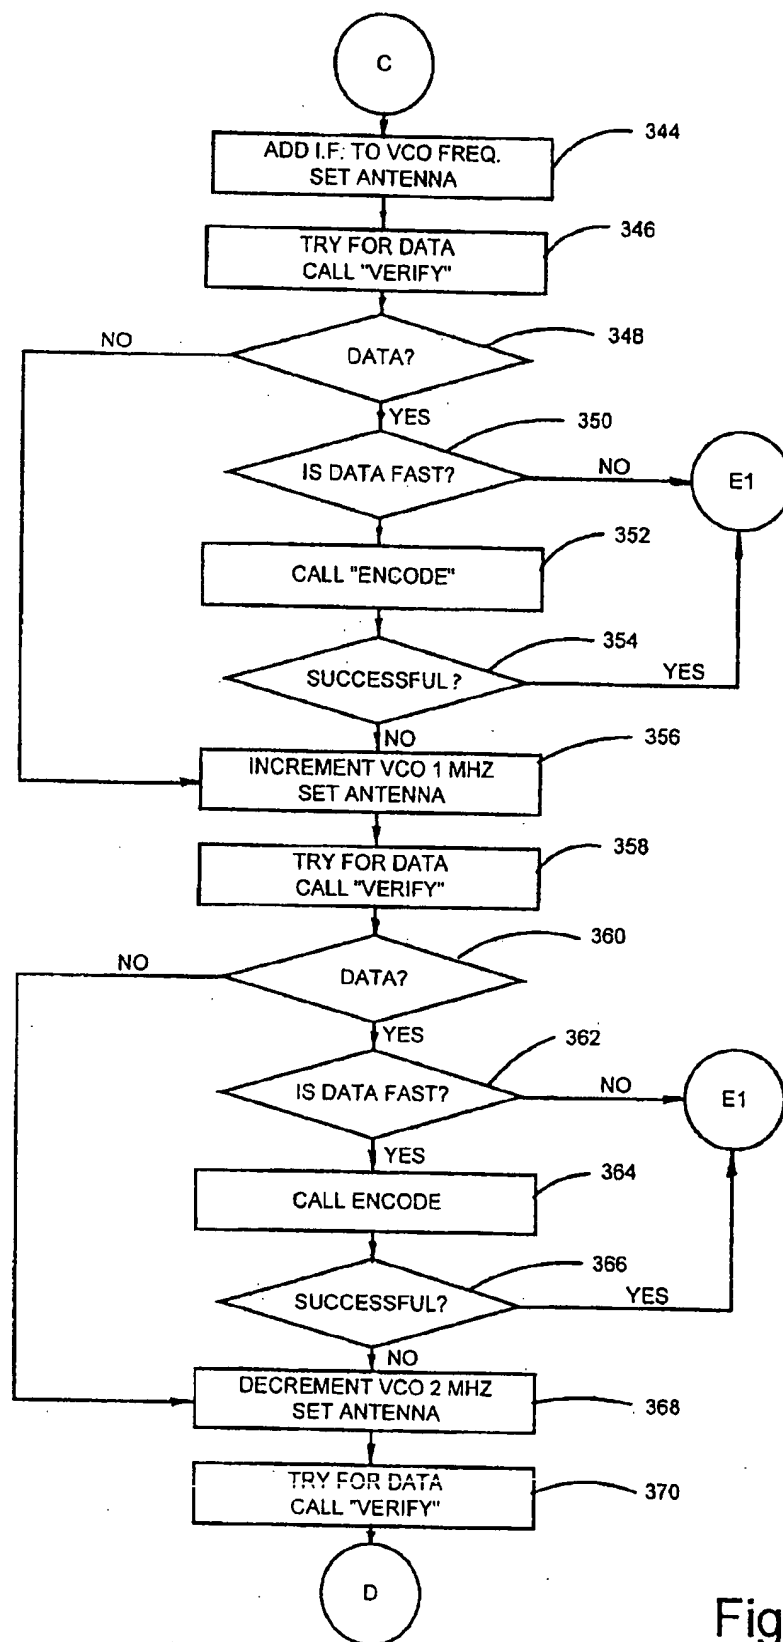 C
ADD I.F. TO VCO FREQ.
SET ANTENNA
344
TRY FOR DATA
CALL "VERIFY"
346
DATA?
348
NO
YES
IS DATA FAST?
350
NO
E1
CALL "ENCODE"
352
SUCCESSFUL?
354
YES
NO
INCREMENT VCO 1 MHZ
SET ANTENNA
356
TRY FOR DATA
CALL "VERIFY"
358
DATA?
360
NO
YES
IS DATA FAST?
362
NO
E1
YES
CALL ENCODE
364
SUCCESSFUL?
366
YES
NO
DECREMENT VCO 2 MHZ
SET ANTENNA
368
TRY FOR DATA
CALL "VERIFY"
370
D
Fig